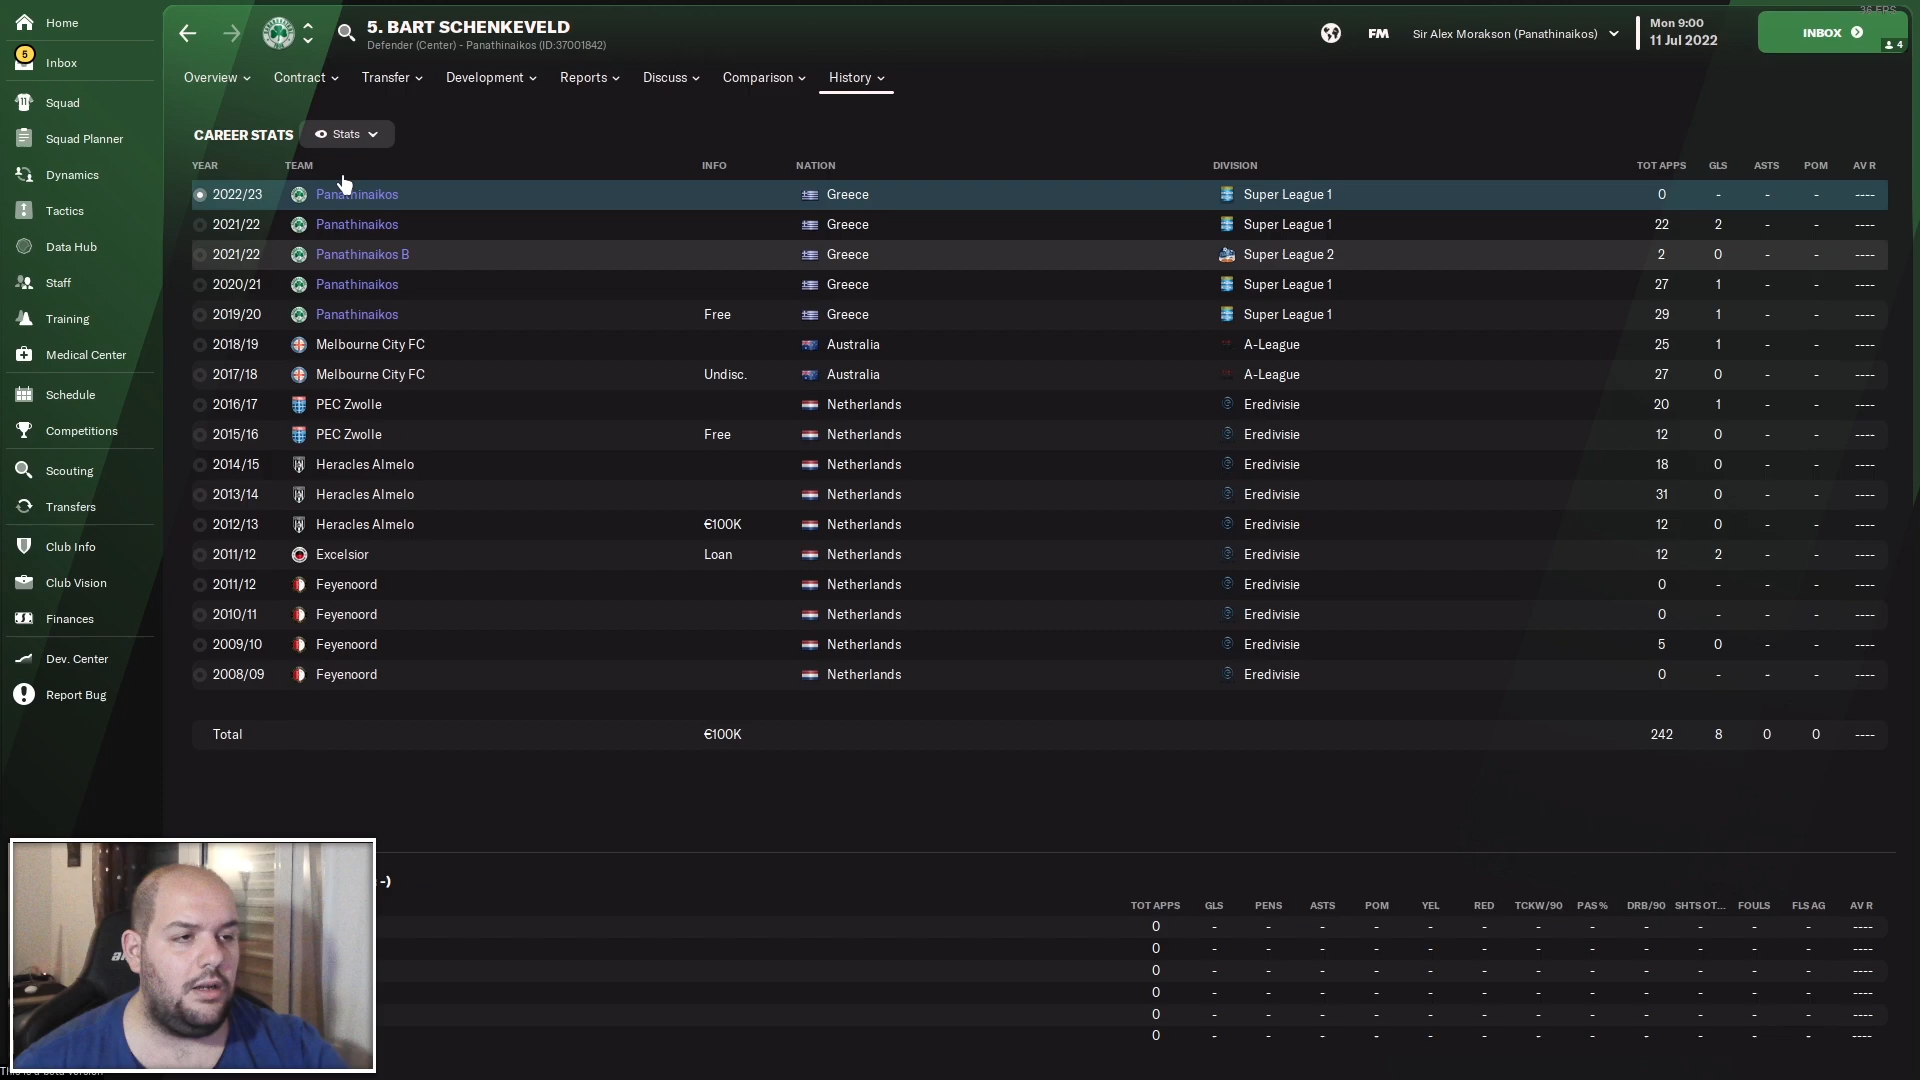 36 FPS
Home
5
Inbox
Squad
Squad Planner
Dynamics
Tactics
Data Hub
Staff
Training
Medical Center
Schedule
Competitions
Scouting
Transfers
Club Info
Club Vision
Finances
Dev. Center
Report Bug
5. BART SCHENKEVELD
Defender (Center) - Panathinaikos (ID:37001842)
FM
Sir Alex Morakson (Panathinaikos)
Mon 9:00
11 Jul 2022
INBOX
4
Overview Contract Transfer Development Reports Discuss Comparison History
CAREER STATS Stats
YEAR TEAM INFO NATION DIVISION TOT APPS GLS ASTS POM AV R
2022/23 Panathinaikos Greece Super League 1 0 - - - ----
2021/22 Panathinaikos Greece Super League 1 22 2 - - ----
2021/22 Panathinaikos B Greece Super League 2 2 0 - - ----
2020/21 Panathinaikos Greece Super League 1 27 1 - - ----
2019/20 Panathinaikos Free Greece Super League 1 29 1 - - ----
2018/19 Melbourne City FC Australia A-League 25 1 - - ----
2017/18 Melbourne City FC Undisc. Australia A-League 27 0 - - ----
2016/17 PEC Zwolle Netherlands Eredivisie 20 1 - - ----
2015/16 PEC Zwolle Free Netherlands Eredivisie 12 0 - - ----
2014/15 Heracles Almelo Netherlands Eredivisie 18 0 - - ----
2013/14 Heracles Almelo Netherlands Eredivisie 31 0 - - ----
2012/13 Heracles Almelo €100K Netherlands Eredivisie 12 0 - - ----
2011/12 Excelsior Loan Netherlands Eredivisie 12 2 - - ----
2011/12 Feyenoord Netherlands Eredivisie 0 - - - ----
2010/11 Feyenoord Netherlands Eredivisie 0 - - - ----
2009/10 Feyenoord Netherlands Eredivisie 5 0 - - ----
2008/09 Feyenoord Netherlands Eredivisie 0 - - - ----
Total €100K 242 8 0 0 ----
-)
TOT APPS GLS PENS ASTS POM YEL RED TCKW/90 PAS % DRB/90 SHTS OT... FOULS FLS AG AV R
0 - - - - - - - - - - - - ----
0 - - - - - - - - - - - - ----
0 - - - - - - - - - - - - ----
0 - - - - - - - - - - - - ----
0 - - - - - - - - - - - - ----
0 - - - - - - - - - - - - ----